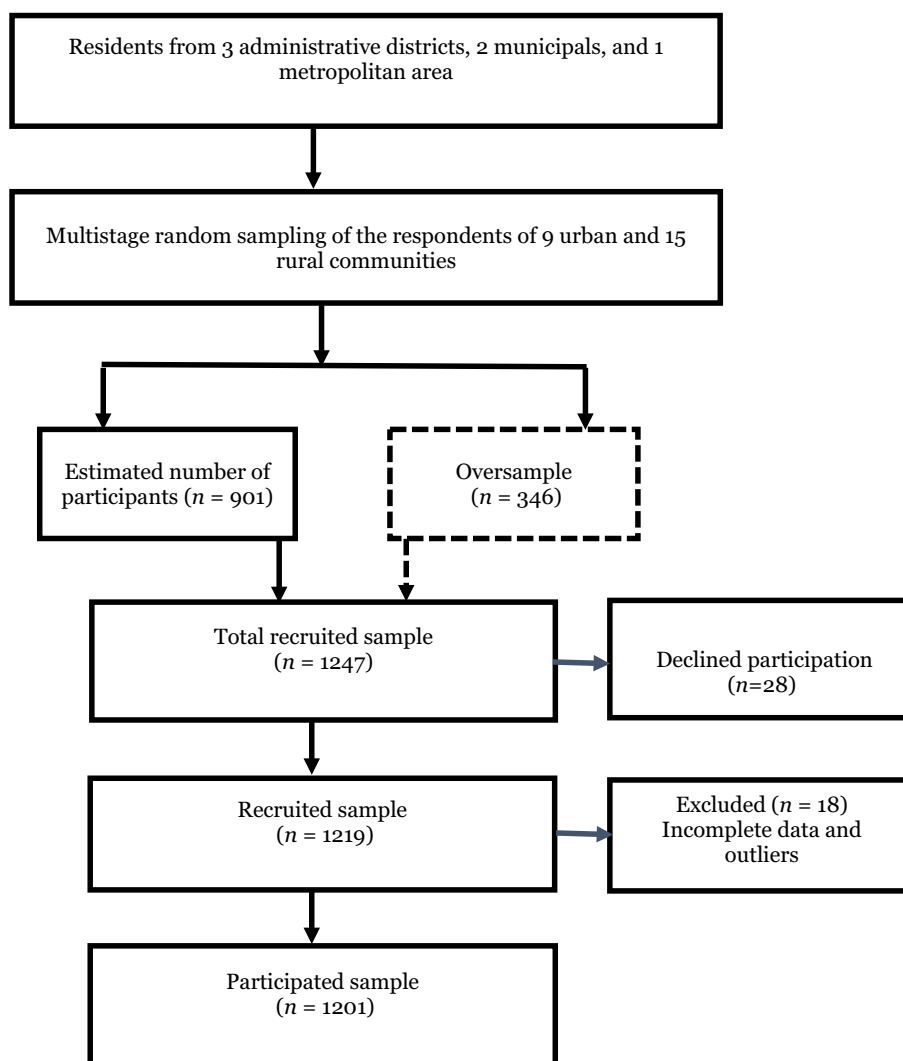 Residents from 3 administrative districts, 2 municipals, and 1
metropolitan area
Multistage random sampling of the respondents of 9 urban and 15
rural communities
Estimated number of
participants (n = 901)
Oversample
(n = 346)
Total recruited sample
(n = 1247)
Declined participation
(n=28)
Recruited sample
(n = 1219)
Excluded (n = 18)
Incomplete data and
outliers
Participated sample
(n = 1201)